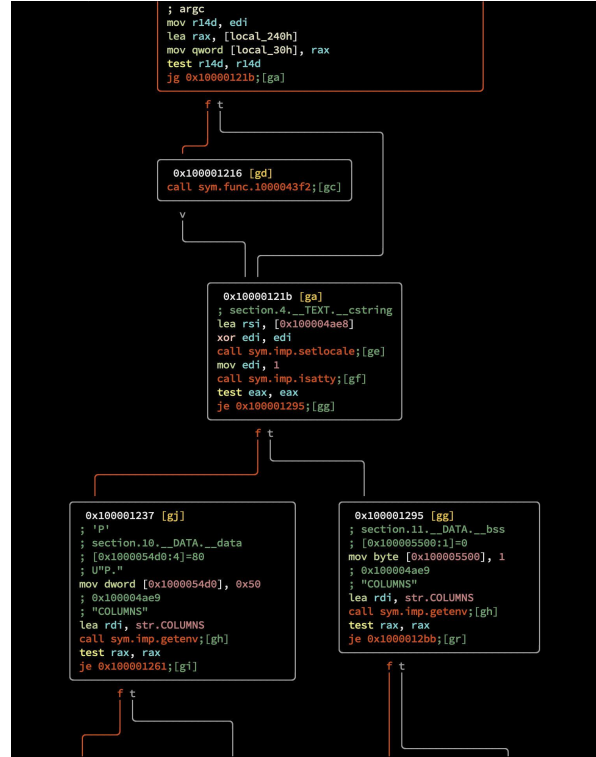 ; argc
mov r14d, edi
lea rax, [local_240h]
mov qword [local_30h], rax
test r14d, r14d
jg 0x10000121b;[ga]
f t
0x100001216 [gd]
call sym.func.1000043f2;[gc]
v
0x10000121b [ga]
; section.4.__TEXT.__cstring
lea rsi, [0x100004ae8]
xor edi, edi
call sym.imp.setlocale;[ge]
mov edi, 1
call sym.imp.isatty;[gf]
test eax, eax
je 0x100001295;[gg]
f t
0x100001237 [gj]
; 'P'
; section.10.__DATA.__data
; [0x1000054d0:4]=80
; U"P."
mov dword [0x1000054d0], 0x50
; 0x100004ae9
; "COLUMNS"
lea rdi, str.COLUMNS
call sym.imp.getenv;[gh]
test rax, rax
je 0x100001261;[gi]
f t
0x100001295 [gg]
; section.11.__DATA.__bss
; [0x100005500:1]=0
mov byte [0x100005500], 1
; 0x100004ae9
; "COLUMNS"
lea rdi, str.COLUMNS
call sym.imp.getenv;[gh]
test rax, rax
je 0x1000012bb;[gr]
f t